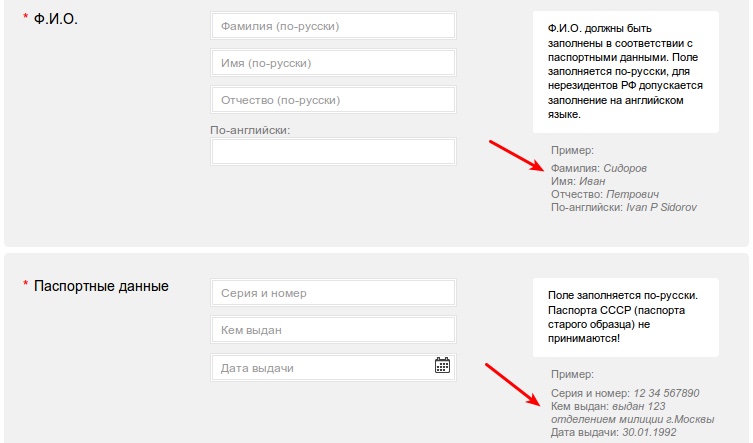 * Ф.И.О.
Фамилия (по-русски)
Имя (по-русски)
Отчество (по-русски)
По-английски:
Ф.И.О. должны быть
заполнены в соответствии с
паспортными данными. Поле
заполняется по-русски, для
нерезидентов РФ допускается
заполнение на английском
языке.
Пример:
Фамилия: Сидоров
Имя: Иван
Отчество: Петрович
По-английски: Ivan P Sidorov
* Паспортные данные
Серия и номер
Кем выдан
Дата выдачи
Поле заполняется по-русски.
Паспорта СССР (паспорта
старого образца) не
принимаются!
Пример:
Серия и номер: 12 34 567890
Кем выдан: выдан 123
отделением милиции г.Москвы
Дата выдачи: 30.01.1992